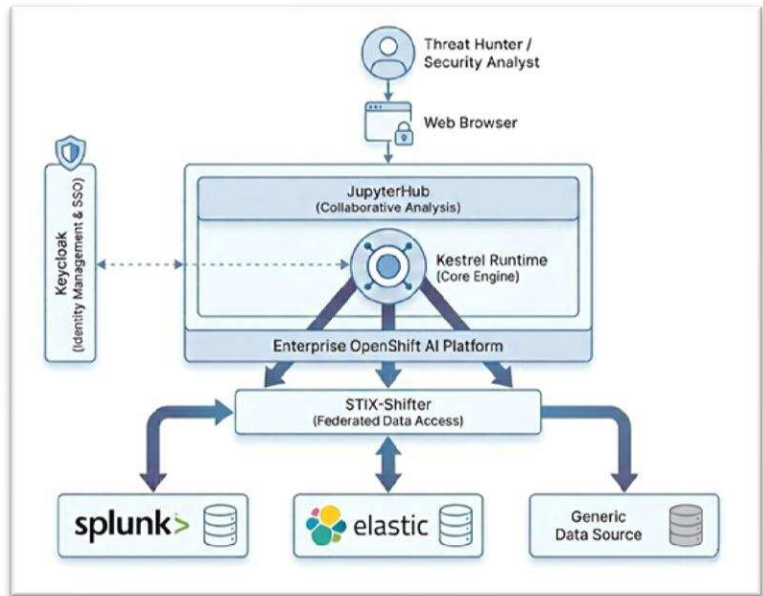 Threat Hunter /
Security Analyst
Web Browser
Keycloak
(Identity Management & SSO)
JupyterHub
(Collaborative Analysis)
Kestrel Runtime
(Core Engine)
Enterprise OpenShift AI Platform
STIX-Shifter
(Federated Data Access)
splunk>
elastic
Generic
Data Source